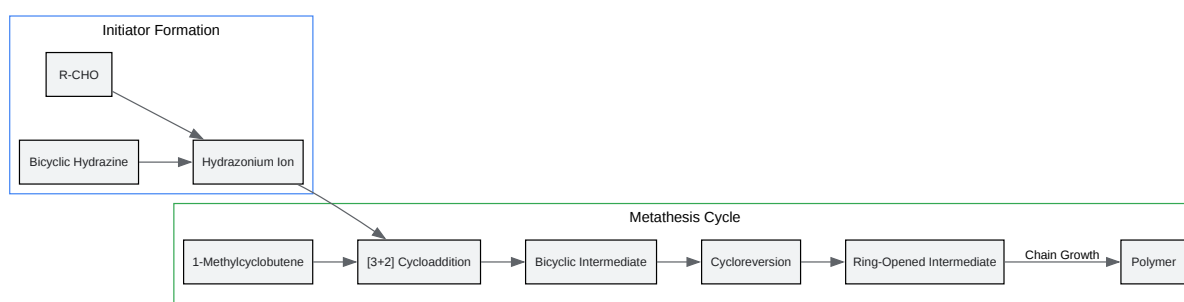 Initiator Formation
R-CHO
Bicyclic Hydrazine
Hydrazonium Ion
Metathesis Cycle
1-Methylcyclobutene
[3+2] Cycloaddition
Bicyclic Intermediate
Cycloreversion
Ring-Opened Intermediate
Chain Growth
Polymer